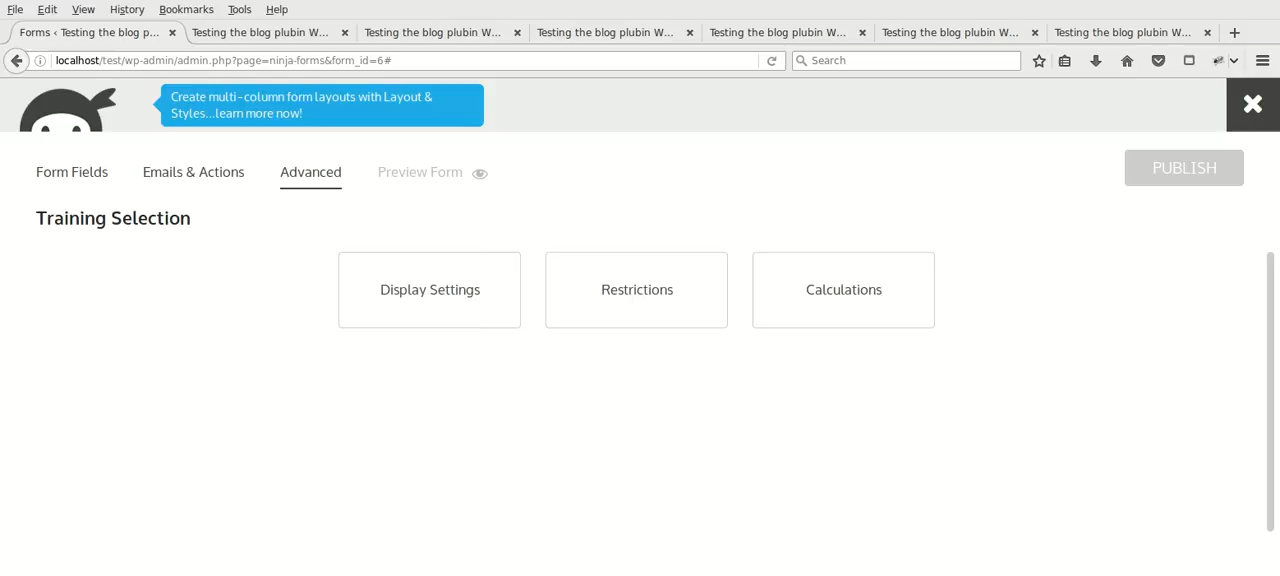 File Edit View History Bookmarks Tools Help
Forms ‹ Testing the blog p... Testing the blog plubin W... Testing the blog plubin W... Testing the blog plubin W... Testing the blog plubin W... Testing the blog plubin W... Testing the blog plubin W...
localhost/test/wp-admin/admin.php?page=ninja-forms&form_id=6# Search
Create multi-column form layouts with Layout &
Styles...learn more now!
Form Fields Emails & Actions Advanced Preview Form PUBLISH
Training Selection
Display Settings Restrictions Calculations